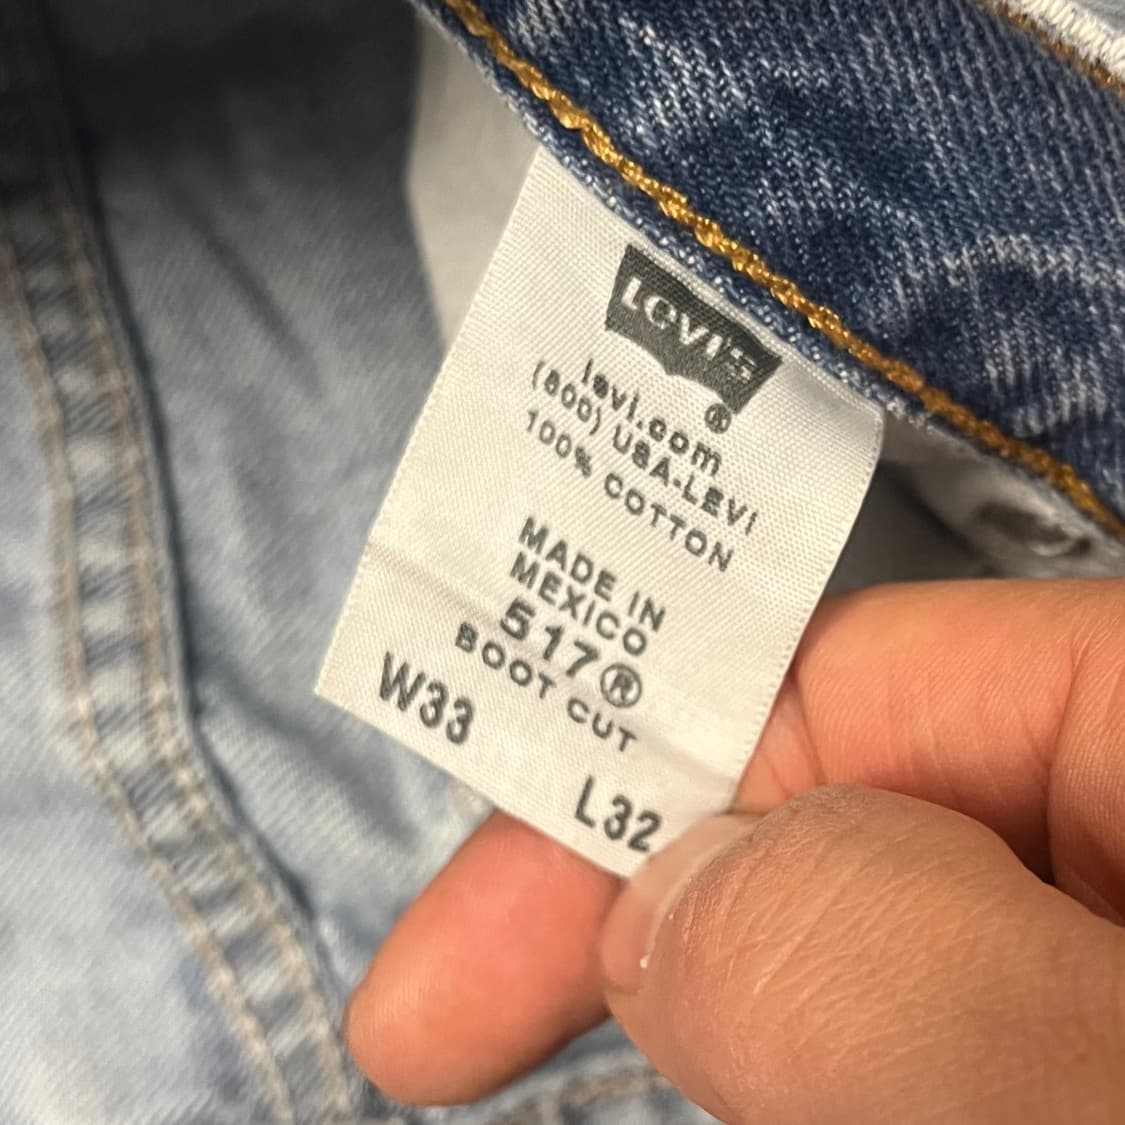 Levi's ®
levi.com
(800) USA-LEVI
100% COTTON
MADE IN
MEXICO
517®
BOOT CUT
W33
L32